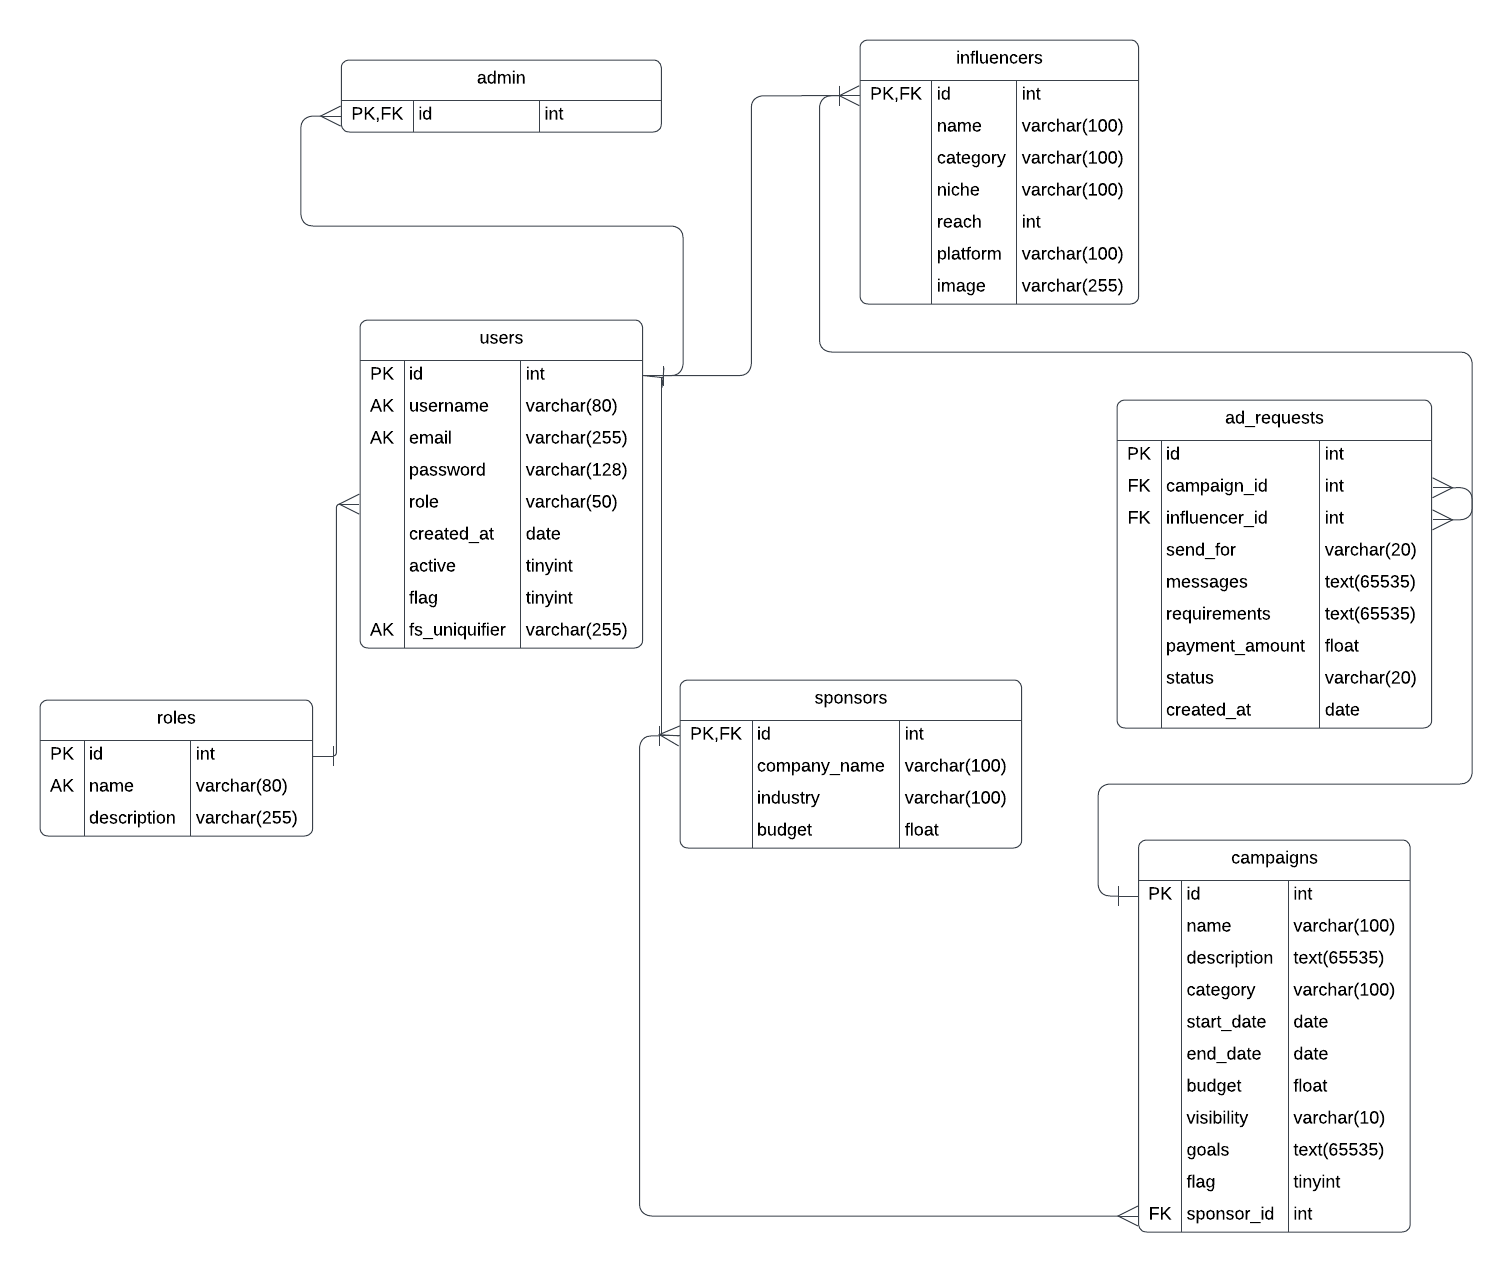 admin
PK,FK id int
influencers
PK,FK id int
name varchar(100)
category varchar(100)
niche varchar(100)
reach int
platform varchar(100)
image varchar(255)
users
PK id int
AK username varchar(80)
AK email varchar(255)
password varchar(128)
role varchar(50)
created_at date
active tinyint
flag tinyint
AK fs_uniquifier varchar(255)
ad_requests
PK id int
FK campaign_id int
FK influencer_id int
send_for varchar(20)
messages text(65535)
requirements text(65535)
payment_amount float
status varchar(20)
created_at date
roles
PK id int
AK name varchar(80)
description varchar(255)
sponsors
PK,FK id int
company_name varchar(100)
industry varchar(100)
budget float
campaigns
PK id int
name varchar(100)
description text(65535)
category varchar(100)
start_date date
end_date date
budget float
visibility varchar(10)
goals text(65535)
flag tinyint
FK sponsor_id int